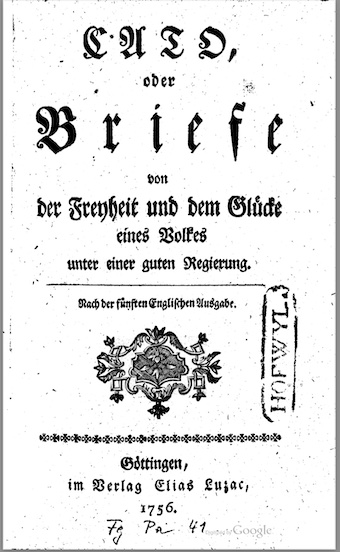 CATO,
oder
Briefe
von
der Freyheit und dem Glücke
eines Volkes
unter einer guten Regierung.
Nach der fünften Englischen Ausgabe.
HOFWYL.
Göttingen,
im Verlag Elias Luzac,
1756.
Fg Pa 41
Google